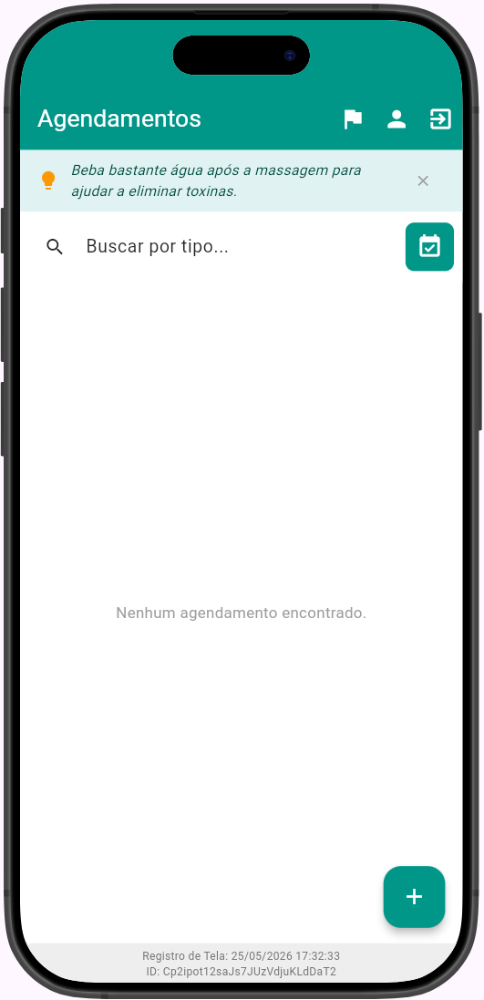 Agendamentos
Beba bastante água após a massagem para
ajudar a eliminar toxinas.
Buscar por tipo...
Nenhum agendamento encontrado.
Registro de Tela: 25/05/2026 17:32:33
ID: Cp2ipot12saJs7JUzVdjuKLdDaT2